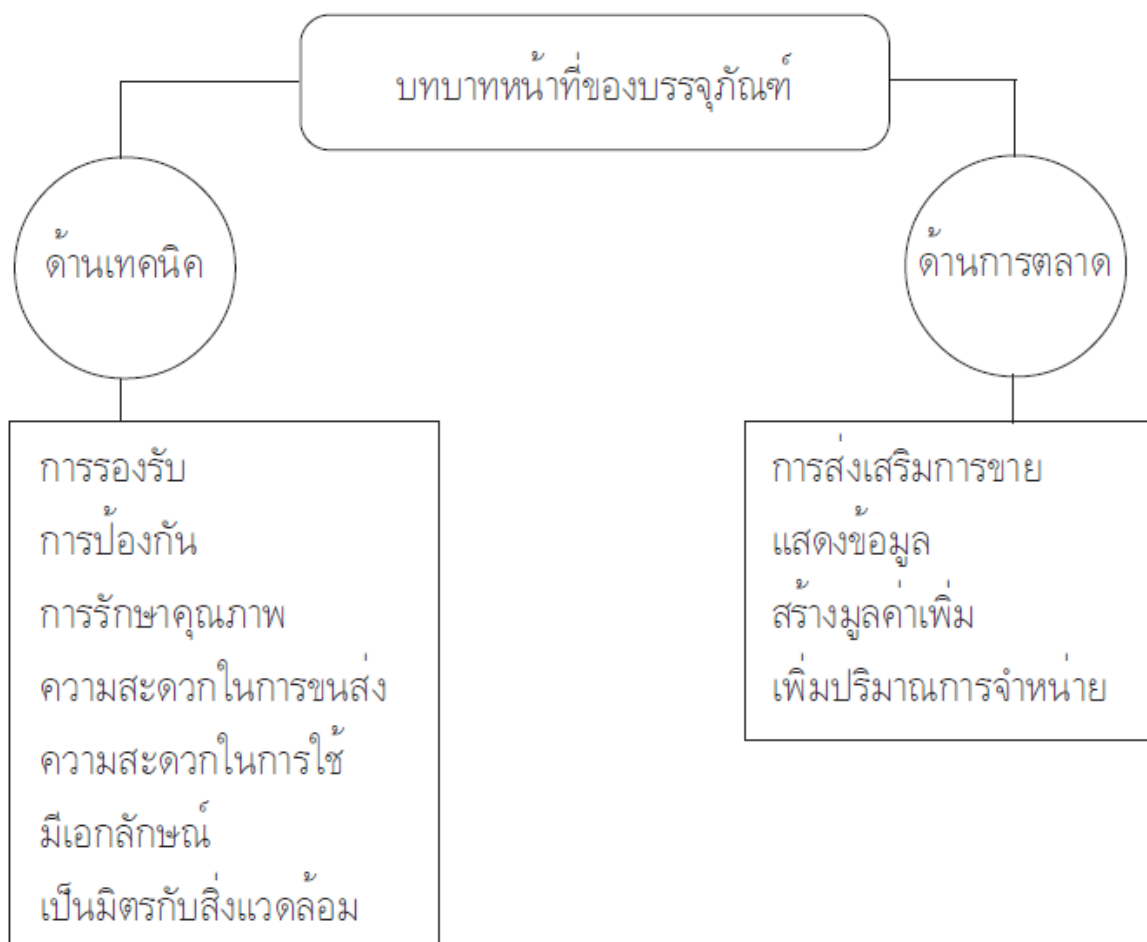 บทบาทหน้าที่ของบรรจุภัณฑ์
ด้านเทคนิค
ด้านการตลาด
การรองรับ
การป้องกัน
การรักษาคุณภาพ
ความสะดวกในการขนส่ง
ความสะดวกในการใช้
มีเอกลักษณ์
เป็นมิตรกับสิ่งแวดล้อม
การส่งเสริมการขาย
แสดงข้อมูล
สร้างมูลค่าเพิ่ม
เพิ่มปริมาณการจำหน่าย